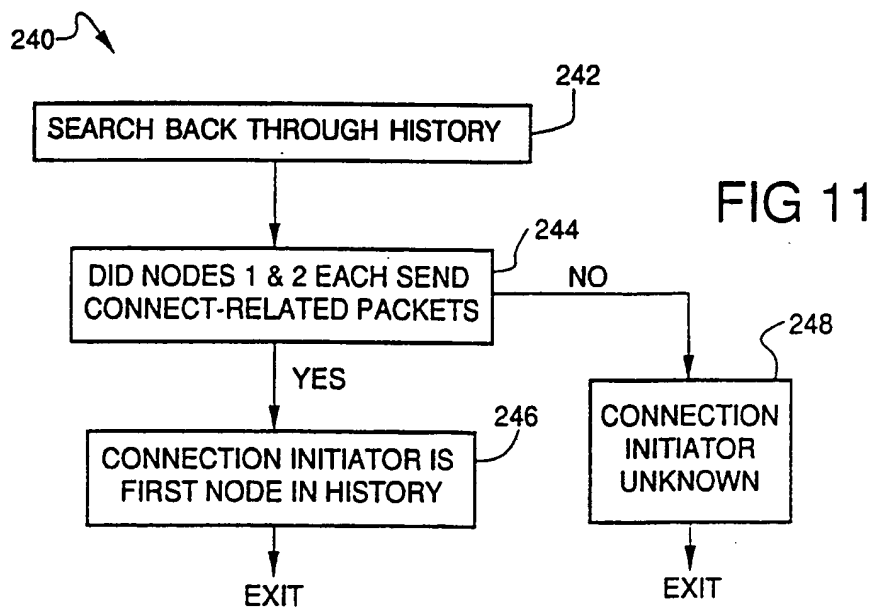 240
242
SEARCH BACK THROUGH HISTORY
FIG 11
244
DID NODES 1 & 2 EACH SEND
CONNECT-RELATED PACKETS
NO
248
YES
CONNECTION
INITIATOR
UNKNOWN
246
CONNECTION INITIATOR IS
FIRST NODE IN HISTORY
EXIT
EXIT